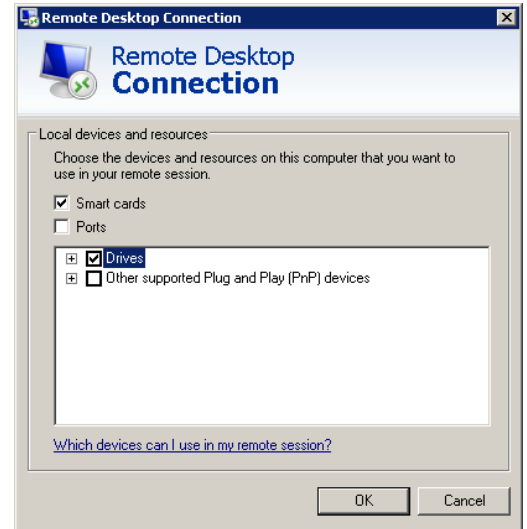 Remote Desktop Connection
Remote Desktop
Connection
Local devices and resources
Choose the devices and resources on this computer that you want to
use in your remote session.
Smart cards
Ports
Drives
Other supported Plug and Play (PnP) devices
Which devices can I use in my remote session?
OK Cancel